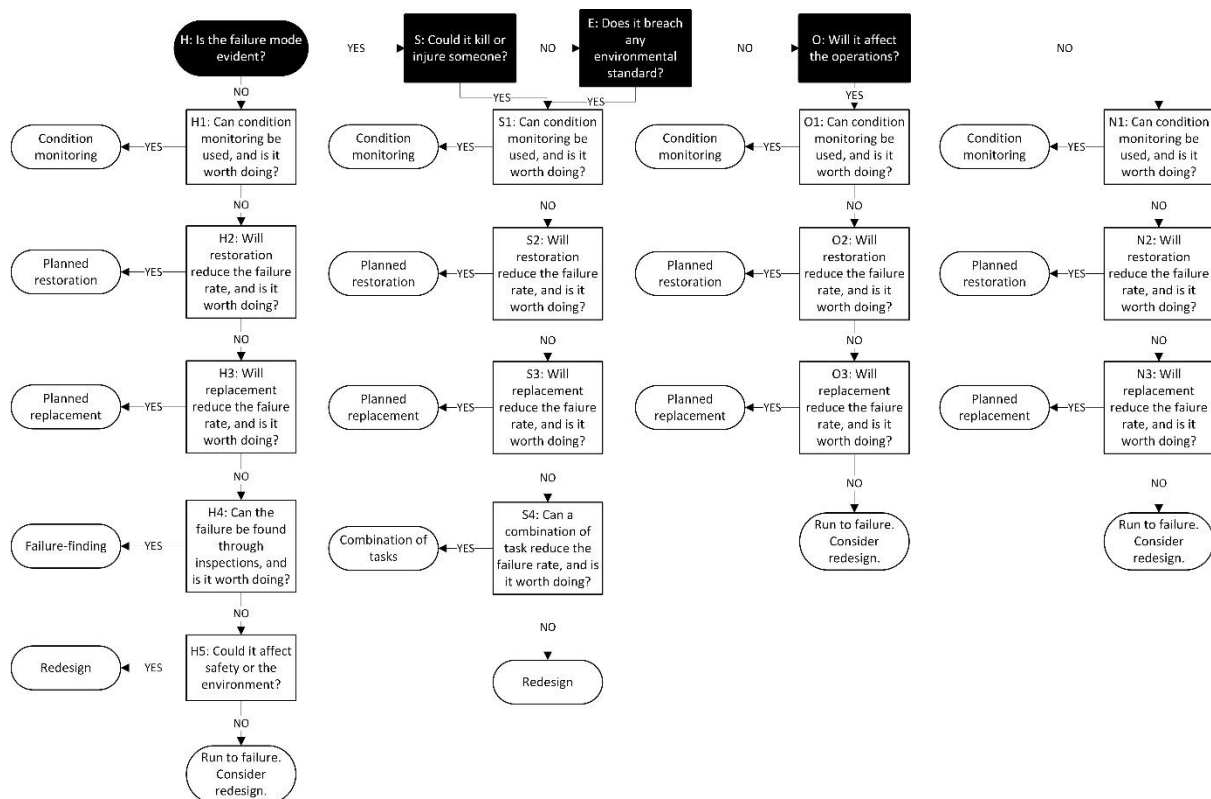 H: Is the failure mode
evident?
YES
S: Could it kill or
injure someone?
NO
E: Does it breach
any
environmental
standard?
NO
O: Will it affect
the operations?
NO
NO
YES
YES
YES
Condition
monitoring
YES
H1: Can condition
monitoring be
used, and is it
worth doing?
Condition
monitoring
YES
S1: Can condition
monitoring be
used, and is it
worth doing?
Condition
monitoring
YES
O1: Can condition
monitoring be
used, and is it
worth doing?
Condition
monitoring
YES
N1: Can condition
monitoring be
used, and is it
worth doing?
NO
NO
NO
NO
Planned
restoration
YES
H2: Will
restoration
reduce the failure
rate, and is it
worth doing?
Planned
restoration
YES
S2: Will
restoration
reduce the failure
rate, and is it
worth doing?
Planned
restoration
YES
O2: Will
restoration
reduce the failure
rate, and is it
worth doing?
Planned
restoration
YES
N2: Will
restoration
reduce the failure
rate, and is it
worth doing?
NO
NO
NO
NO
Planned
replacement
YES
H3: Will
replacement
reduce the failure
rate, and is it
worth doing?
Planned
replacement
YES
S3: Will
replacement
reduce the failure
rate, and is it
worth doing?
Planned
replacement
YES
O3: Will
replacement
reduce the faiure
rate, and is it
worth doing?
Planned
replacement
YES
N3: Will
replacement
reduce the faiure
rate, and is it
worth doing?
NO
NO
NO
NO
Failure-finding
YES
H4: Can the
failure be found
through
inspections, and
is it worth doing?
Combination of
tasks
YES
S4: Can a
combination of
task reduce the
failure rate, and is
it worth doing?
Run to failure.
Consider
redesign.
Run to failure.
Consider
redesign.
NO
NO
Redesign
YES
H5: Could it affect
safety or the
environment?
Redesign
NO
Run to failure.
Consider
redesign.